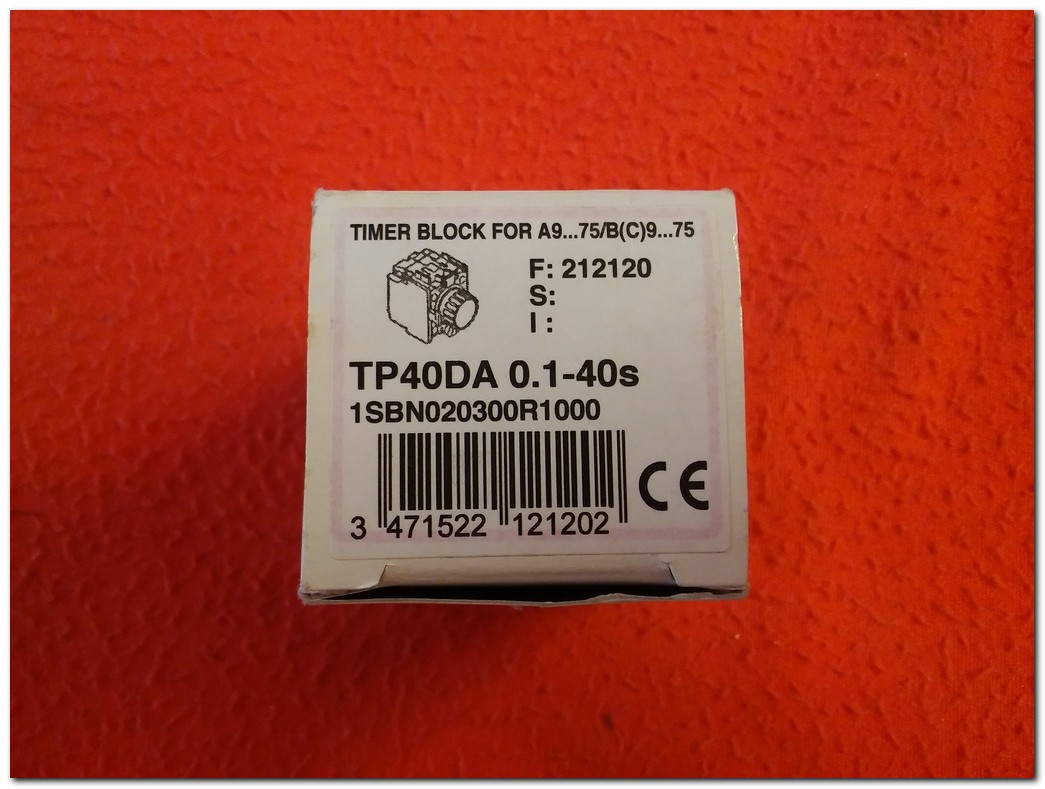 TIMER BLOCK FOR A9...75/B(C)9...75
F: 212120
S:
I :
TP40DA 0.1-40s
1SBN020300R1000
CE
3 471522 121202